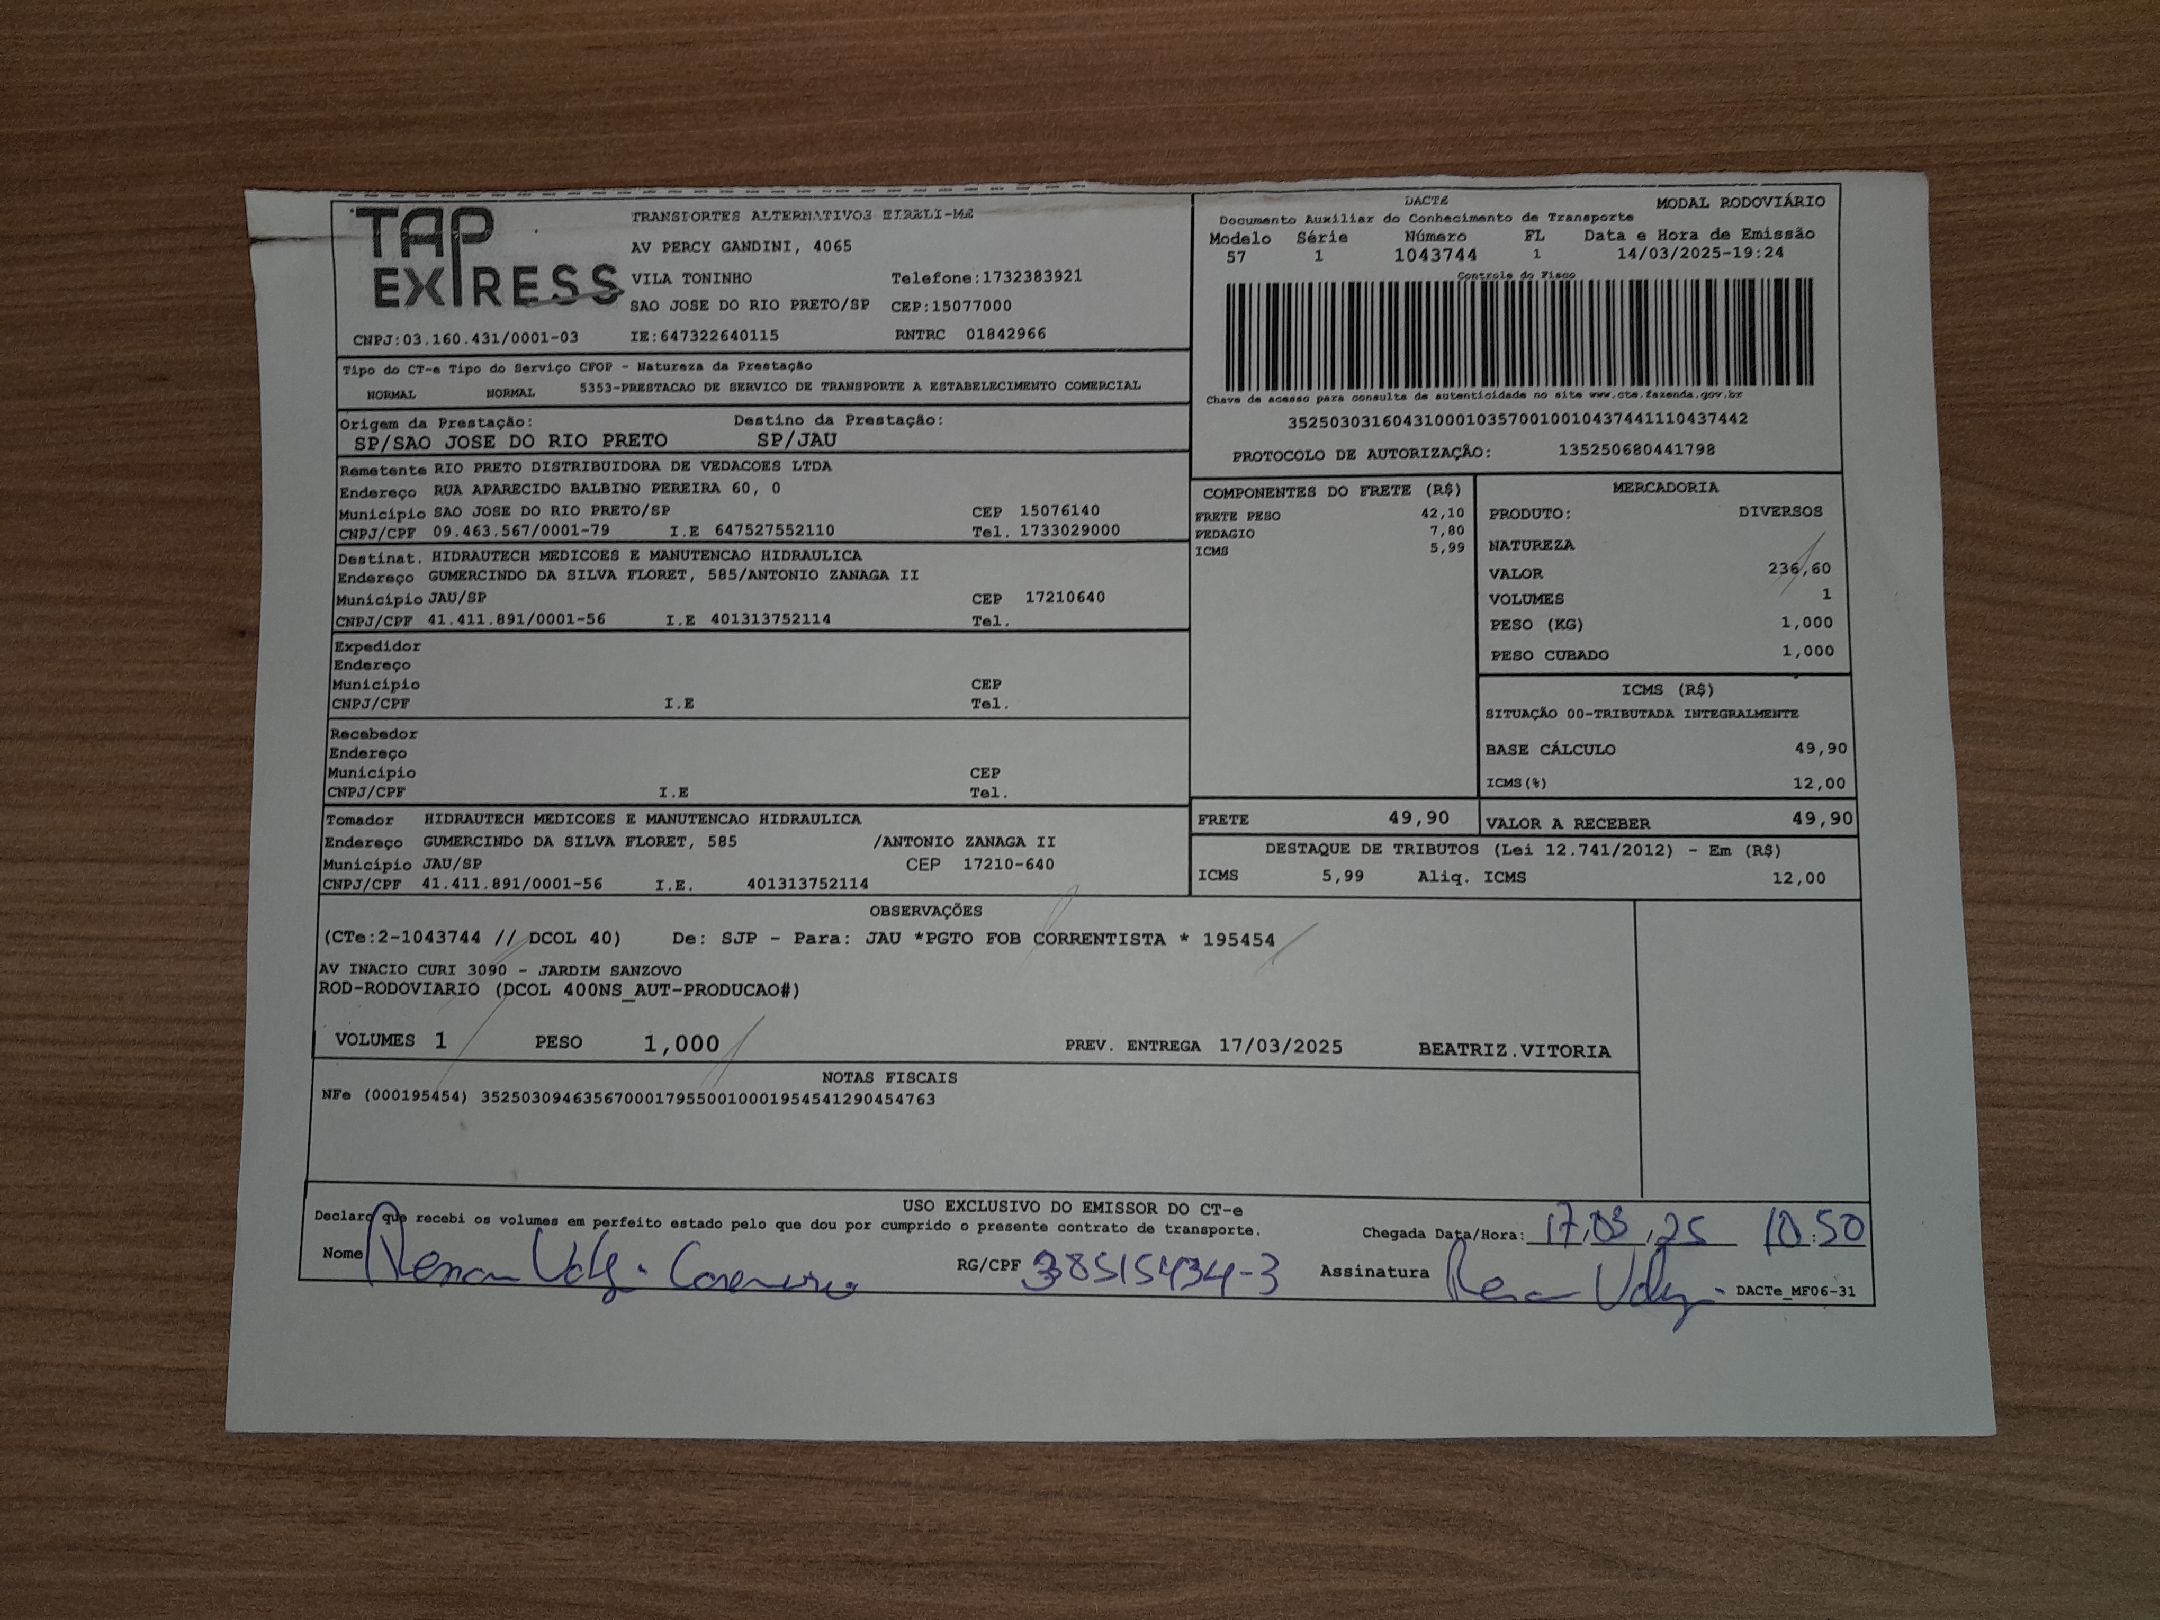 TAP EXPRESS
TRANSPORTES ALTERNATIVOS EIRELI-ME
AV PERCY GANDINI, 4065
VILA TONINHO Telefone:1732383921
SAO JOSE DO RIO PRETO/SP CEP:15077000
CNPJ:03.160.431/0001-03 IE:647322640115 RNTRC 01842966
DACTE MODAL RODOVIÁRIO
Documento Auxiliar do Conhecimento de Transporte
Modelo Série Número FL Data e Hora de Emissão
57 1 1043744 1 14/03/2025-19:24
Controle do Fisco
Chave de acesso para consulta de autenticidade no site www.cte.fazenda.gov.br
35250303160431000103570010010437441110437442
PROTOCOLO DE AUTORIZAÇÃO: 135250680441798
Tipo do CT-e Tipo do Serviço CFOP - Natureza da Prestação
NORMAL NORMAL 5353-PRESTACAO DE SERVICO DE TRANSPORTE A ESTABELECIMENTO COMERCIAL
Origem da Prestação: Destino da Prestação:
SP/SAO JOSE DO RIO PRETO SP/JAU
Remetente RIO PRETO DISTRIBUIDORA DE VEDACOES LTDA
Endereço RUA APARECIDO BALBINO PEREIRA 60, 0
Município SAO JOSE DO RIO PRETO/SP CEP 15076140
CNPJ/CPF 09.463.567/0001-79 I.E 647527552110 Tel. 1733029000
Destinat. HIDRAUTECH MEDICOES E MANUTENCAO HIDRAULICA
Endereço GUMERCINDO DA SILVA FLORET, 585/ANTONIO ZANAGA II
Município JAU/SP CEP 17210640
CNPJ/CPF 41.411.891/0001-56 I.E 401313752114 Tel.
Expedidor
Endereço
Município CEP
CNPJ/CPF I.E Tel.
Recebedor
Endereço
Município CEP
CNPJ/CPF I.E Tel.
Tomador HIDRAUTECH MEDICOES E MANUTENCAO HIDRAULICA
Endereço GUMERCINDO DA SILVA FLORET, 585 /ANTONIO ZANAGA II
Município JAU/SP CEP 17210-640
CNPJ/CPF 41.411.891/0001-56 I.E. 401313752114
COMPONENTES DO FRETE (R$)
FRETE PESO 42,10
PEDAGIO 7,80
ICMS 5,99
MERCADORIA
PRODUTO: DIVERSOS
NATUREZA
VALOR 236,60
VOLUMES 1
PESO (KG) 1,000
PESO CUBADO 1,000
ICMS (R$)
SITUAÇÃO 00-TRIBUTADA INTEGRALMENTE
BASE CÁLCULO 49,90
ICMS(%) 12,00
FRETE 49,90 VALOR A RECEBER 49,90
DESTAQUE DE TRIBUTOS (Lei 12.741/2012) - Em (R$)
ICMS 5,99 Aliq. ICMS 12,00
OBSERVAÇÕES
(CTe:2-1043744 // DCOL 40) De: SJP - Para: JAU *PGTO FOB CORRENTISTA * 195454
AV INACIO CURI 3090 - JARDIM SANZOVO
ROD-RODOVIARIO (DCOL 400NS_AUT-PRODUCAO#)
VOLUMES 1 PESO 1,000 PREV. ENTREGA 17/03/2025 BEATRIZ.VITORIA
NOTAS FISCAIS
NFe (000195454) 35250309463567000179550010001954541290454763
USO EXCLUSIVO DO EMISSOR DO CT-e
Declaro que recebi os volumes em perfeito estado pelo que dou por cumprido o presente contrato de transporte.
Chegada Data/Hora: 17,03,25 10:50
Nome Renan
RG/CPF 38515434-3 Assinatura Renan
DACTe_MF06-31